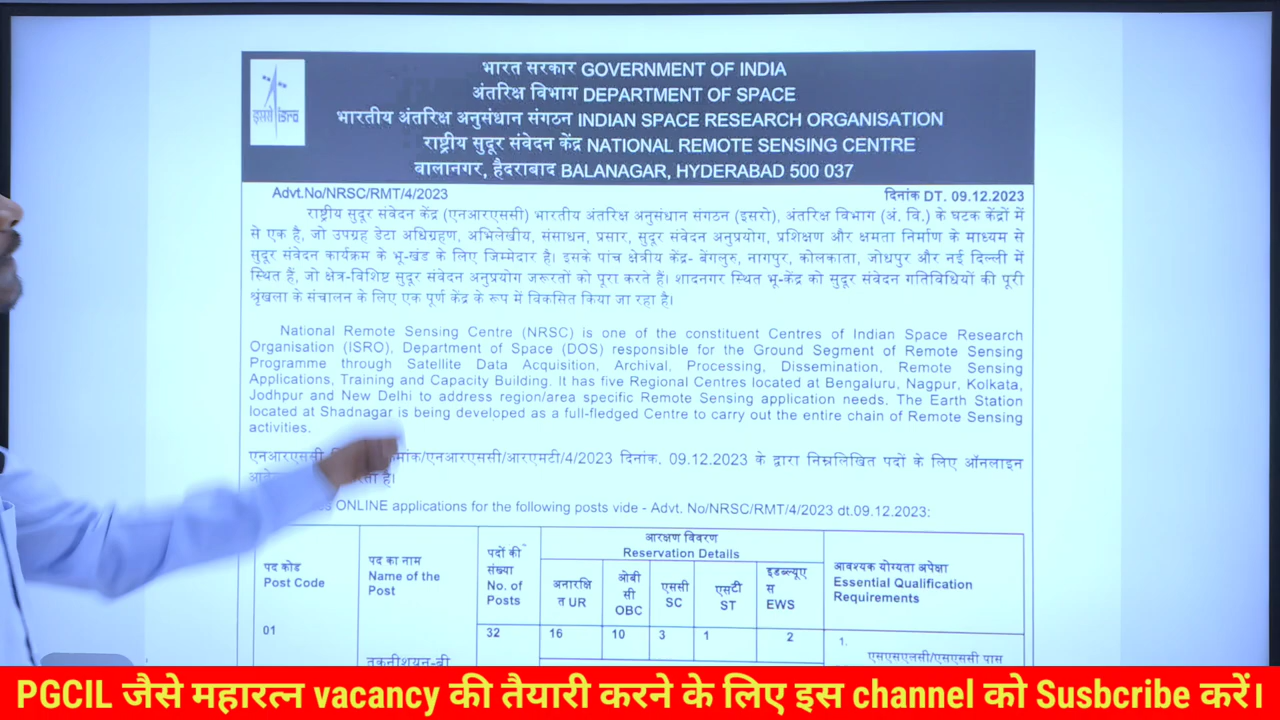 इसरो isro
भारत सरकार GOVERNMENT OF INDIA
अंतरिक्ष विभाग DEPARTMENT OF SPACE
भारतीय अंतरिक्ष अनुसंधान संगठन INDIAN SPACE RESEARCH ORGANISATION
राष्ट्रीय सुदूर संवेदन केंद्र NATIONAL REMOTE SENSING CENTRE
बालानगर, हैदराबाद BALANAGAR, HYDERABAD 500 037
Advt.No/NRSC/RMT/4/2023 दिनांक DT. 09.12.2023
राष्ट्रीय सुदूर संवेदन केंद्र (एनआरएससी) भारतीय अंतरिक्ष अनुसंधान संगठन (इसरो), अंतरिक्ष विभाग (अं. वि.) के घटक केंद्रों में
से एक है, जो उपग्रह डेटा अधिग्रहण, अभिलेखीय, संसाधन, प्रसार, सुदूर संवेदन अनुप्रयोग, प्रशिक्षण और क्षमता निर्माण के माध्यम से
सुदूर संवेदन कार्यक्रम के भू-खंड के लिए जिम्मेदार है। इसके पांच क्षेत्रीय केंद्र- बेंगलुरु, नागपुर, कोलकाता, जोधपुर और नई दिल्ली में
स्थित हैं, जो क्षेत्र-विशिष्ट सुदूर संवेदन अनुप्रयोग जरूरतों को पूरा करते हैं। शादनगर स्थित भू-केंद्र को सुदूर संवेदन गतिविधियों की पूरी
श्रृंखला के संचालन के लिए एक पूर्ण केंद्र के रूप में विकसित किया जा रहा है।
National Remote Sensing Centre (NRSC) is one of the constituent Centres of Indian Space Research
Organisation (ISRO), Department of Space (DOS) responsible for the Ground Segment of Remote Sensing
Programme through Satellite Data Acquisition, Archival, Processing, Dissemination, Remote Sensing
Applications, Training and Capacity Building. It has five Regional Centres located at Bengaluru, Nagpur, Kolkata,
Jodhpur and New Delhi to address region/area specific Remote Sensing application needs. The Earth Station
located at Shadnagar is being developed as a full-fledged Centre to carry out the entire chain of Remote Sensing
activities.
एनआरएससी /एनआरएससी/आरएमटी/4/2023 दिनांक. 09.12.2023 के द्वारा निम्नलिखित पदों के लिए ऑनलाइन
है।
ONLINE applications for the following posts vide - Advt. No/NRSC/RMT/4/2023 dt.09.12.2023:
पद कोड
Post Code
पद का नाम
Name of the
Post
पदों की
संख्या
No. of
Posts
आरक्षण विवरण
Reservation Details
अनारक्षि
त UR
ओबी
सी
OBC
एससी
SC
एसटी
ST
इडब्ल्यूए
स
EWS
आवश्यक योग्यता अपेक्षा
Essential Qualification
Requirements
01
तकनीशियन-बी
32
16
10
3
1
2
1.
एसएसएलसी/एसएससी पास
PGCIL जैसे महारत्न vacancy की तैयारी करने के लिए इस channel को Susbcribe करें।